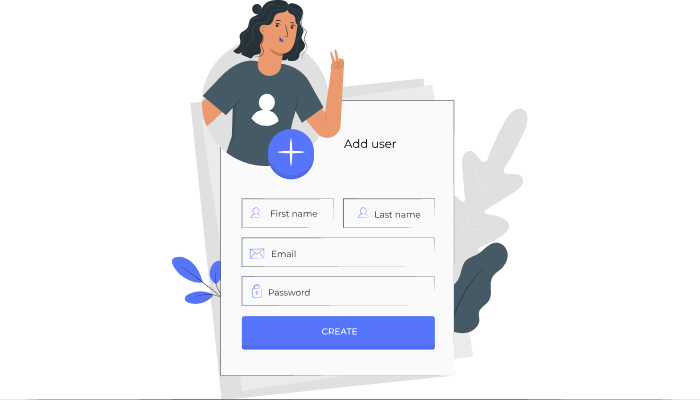 Add user
First name
Last name
Email
Password
CREATE